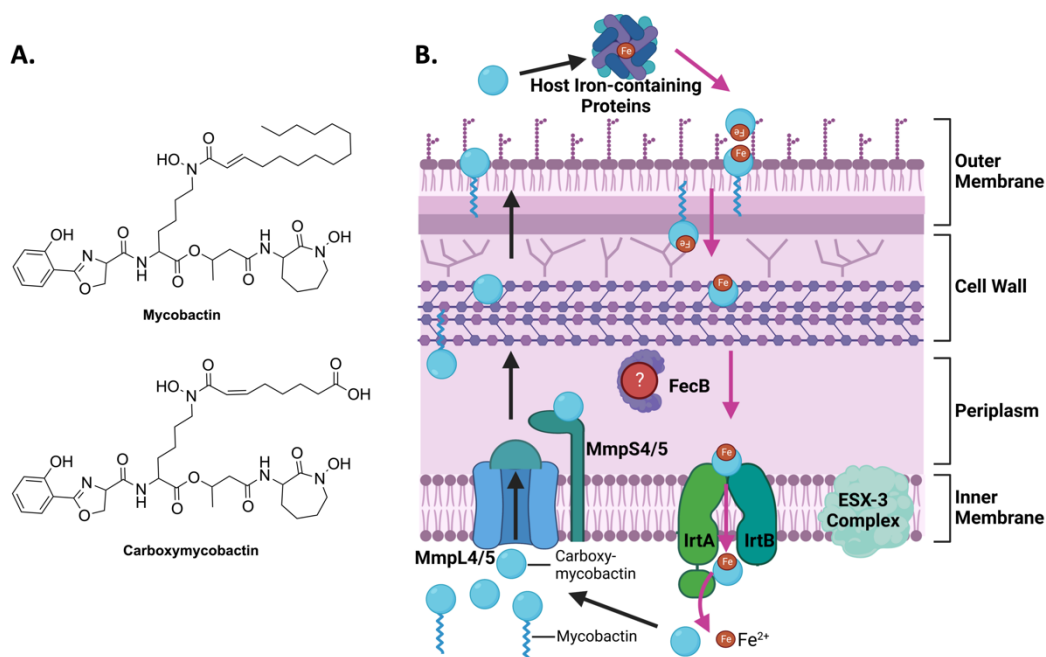 A.
OH
N
O
O
N
H
HO
N
O
O
O
O
H
N
O
N
OH
Mycobactin
OH
N
O
O
N
H
HO
N
O
O
OH
O
O
O
H
N
O
N
OH
Carboxymycobactin
B.
Fe
Host Iron-containing
Proteins
Fe
Fe
Outer
Membrane
Fe
Cell Wall
Fe
?
FecB
Periplasm
MmpS4/5
Fe
Inner
Membrane
ESX-3
Complex
IrtA
IrtB
MmpL4/5
Carboxy-
mycobactin
Fe
Mycobactin
Fe
Fe2+